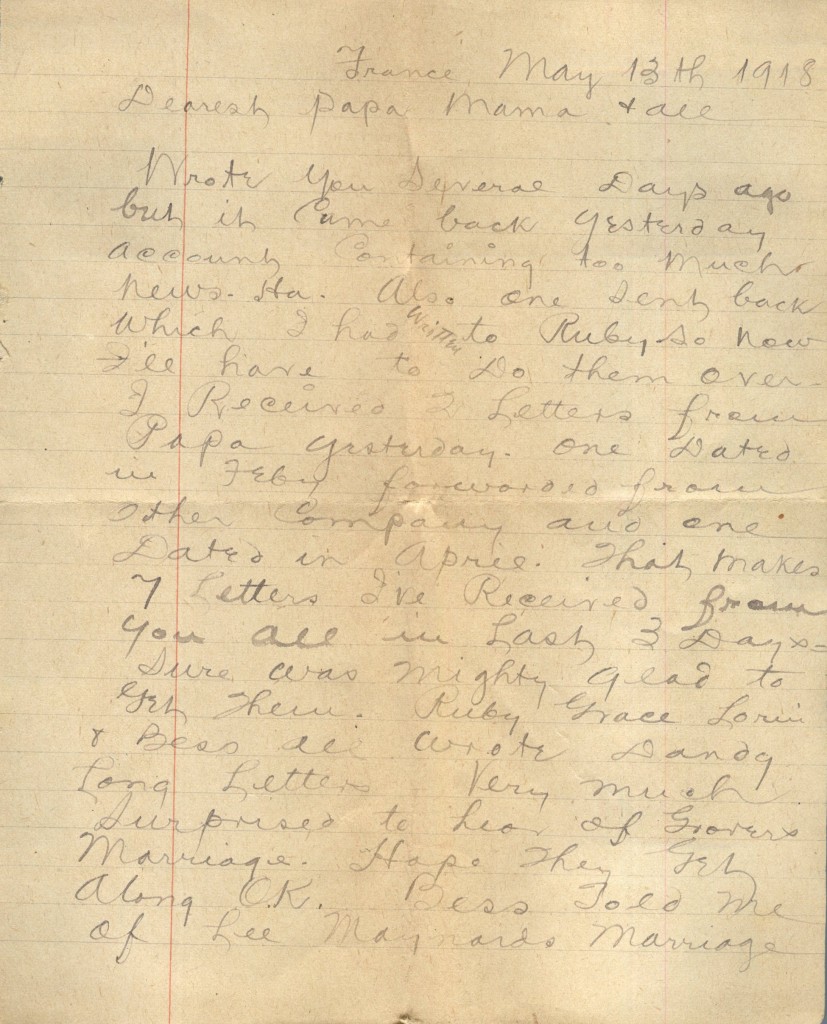 France, May 13th 1918
Dearest Papa Mama & all
Wrote you several Days ago
but it Came back yesterday
account Containing too Much
News. Ha. Also one sent back
Which I had Written to Ruby so Now
I'll have to Do them over-
I Received 2 Letters from
Papa yesterday. One Dated
in Feby forwarded from
other Company and one
Dated in April. That Makes
7 Letters I've Received from
you all in Last 3 Days-
Sure was mighty glad to
Get Them. Ruby Grace Lorin
& Bess all wrote Dandy
Long Letters Very much
Surprised to hear of Grovers
Marriage. Hope They Get
Along O.K. Bess Told Me
of Lee Maynards Marriage